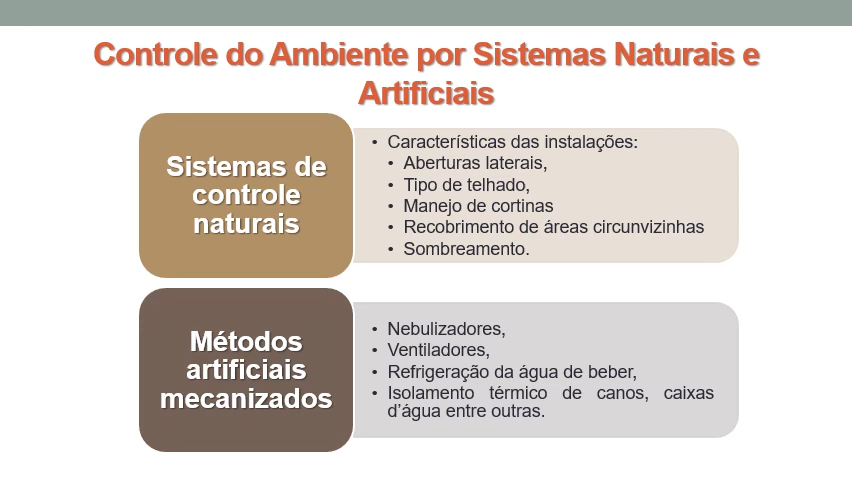 Controle do Ambiente por Sistemas Naturais e
Artificiais
Sistemas de
controle
naturais
• Características das instalações:
• Aberturas laterais,
• Tipo de telhado,
• Manejo de cortinas
• Recobrimento de áreas circunvizinhas
• Sombreamento.
Métodos
artificiais
mecanizados
• Nebulizadores,
• Ventiladores,
• Refrigeração da água de beber,
• Isolamento térmico de canos, caixas
d’água entre outras.